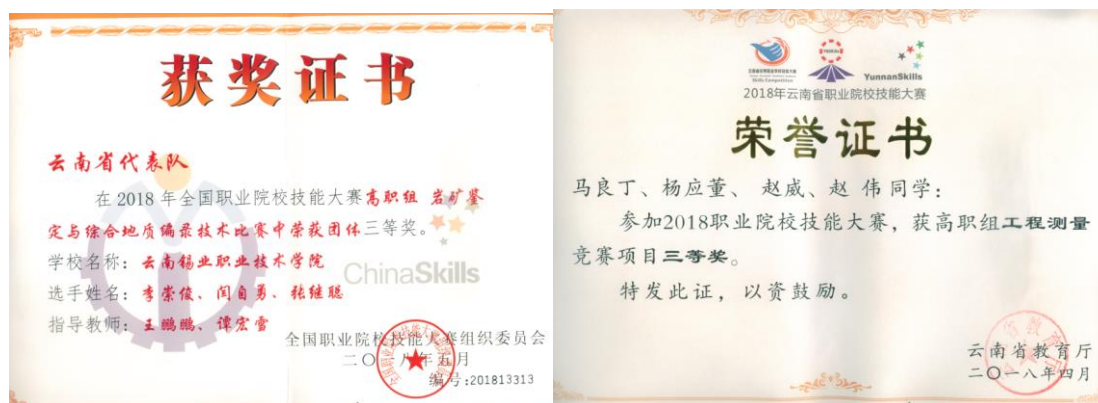 获奖证书
云南省代表队
在 2018 年全国职业院校技能大赛高职组 岩矿鉴
定与综合地质编录技术比赛中荣获团体三等奖。
学校名称：云南锡业职业技术学院
选手姓名：李崇俊、闫自勇、张继聪
指导教师：王鹏鹏、谭宏雪
ChinaSkills
全国职业院校技能大赛组织委员会
二〇一八年五月
编号:201813313
YunnanSkills
2018年云南省职业院校技能大赛
荣誉证书
马良丁、杨应董、赵威、赵 伟同学：
参加2018职业院校技能大赛，获高职组工程测量
竞赛项目三等奖。
特发此证，以资鼓励。
云南省教育厅
二〇一八年四月